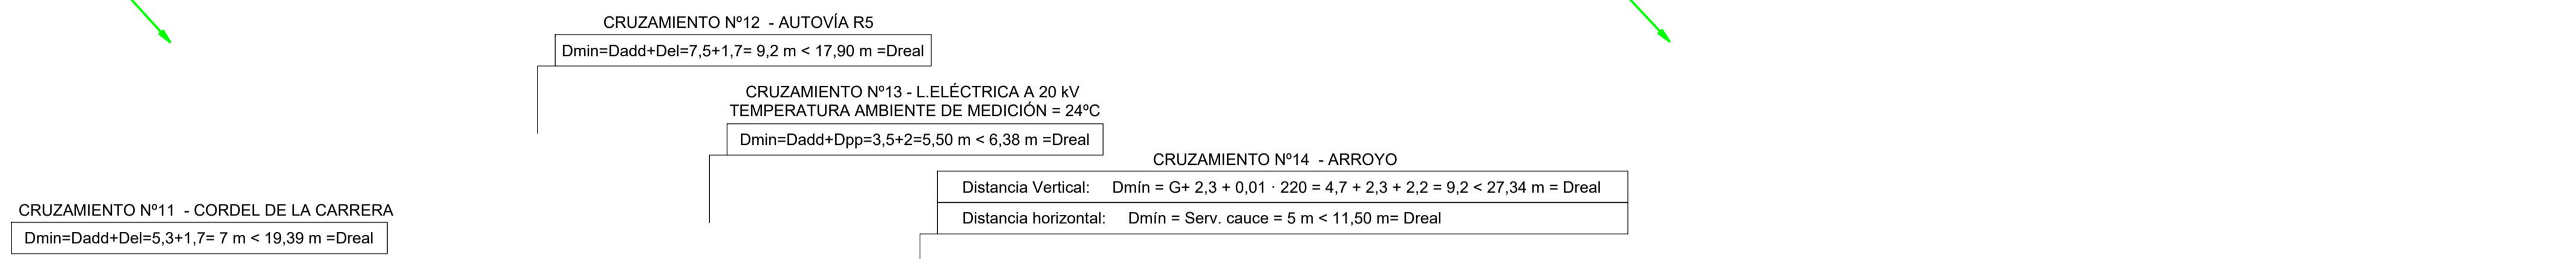 CRUZAMIENTO Nº12 - AUTOVÍA R5
Dmin=Dadd+Del=7,5+1,7= 9,2 m < 17,90 m =Dreal
CRUZAMIENTO Nº13 - L.ELÉCTRICA A 20 kV
TEMPERATURA AMBIENTE DE MEDICIÓN = 24ºC
Dmin=Dadd+Dpp=3,5+2=5,50 m < 6,38 m =Dreal
CRUZAMIENTO Nº14 - ARROYO
Distancia Vertical: Dmín = G+ 2,3 + 0,01 · 220 = 4,7 + 2,3 + 2,2 = 9,2 < 27,34 m = Dreal
Distancia horizontal: Dmín = Serv. cauce = 5 m < 11,50 m= Dreal
CRUZAMIENTO Nº11 - CORDEL DE LA CARRERA
Dmin=Dadd+Del=5,3+1,7= 7 m < 19,39 m =Dreal